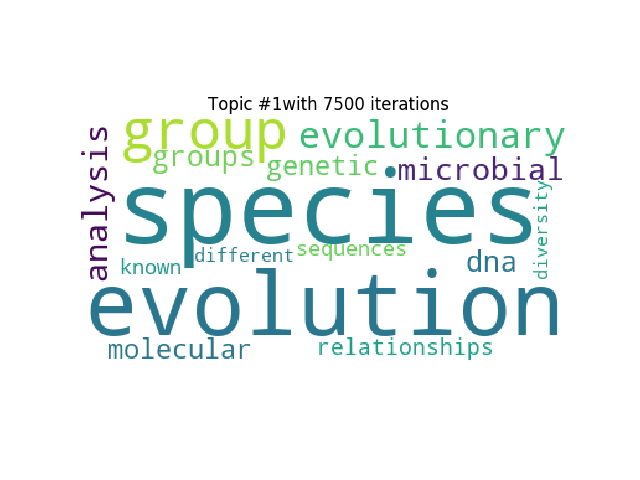 Topic #1with 7500 iterations
group
evolutionary
analysis
groups
genetic
microbial
species
diversity
sequences
different
known
dna
evolution
molecular
relationships